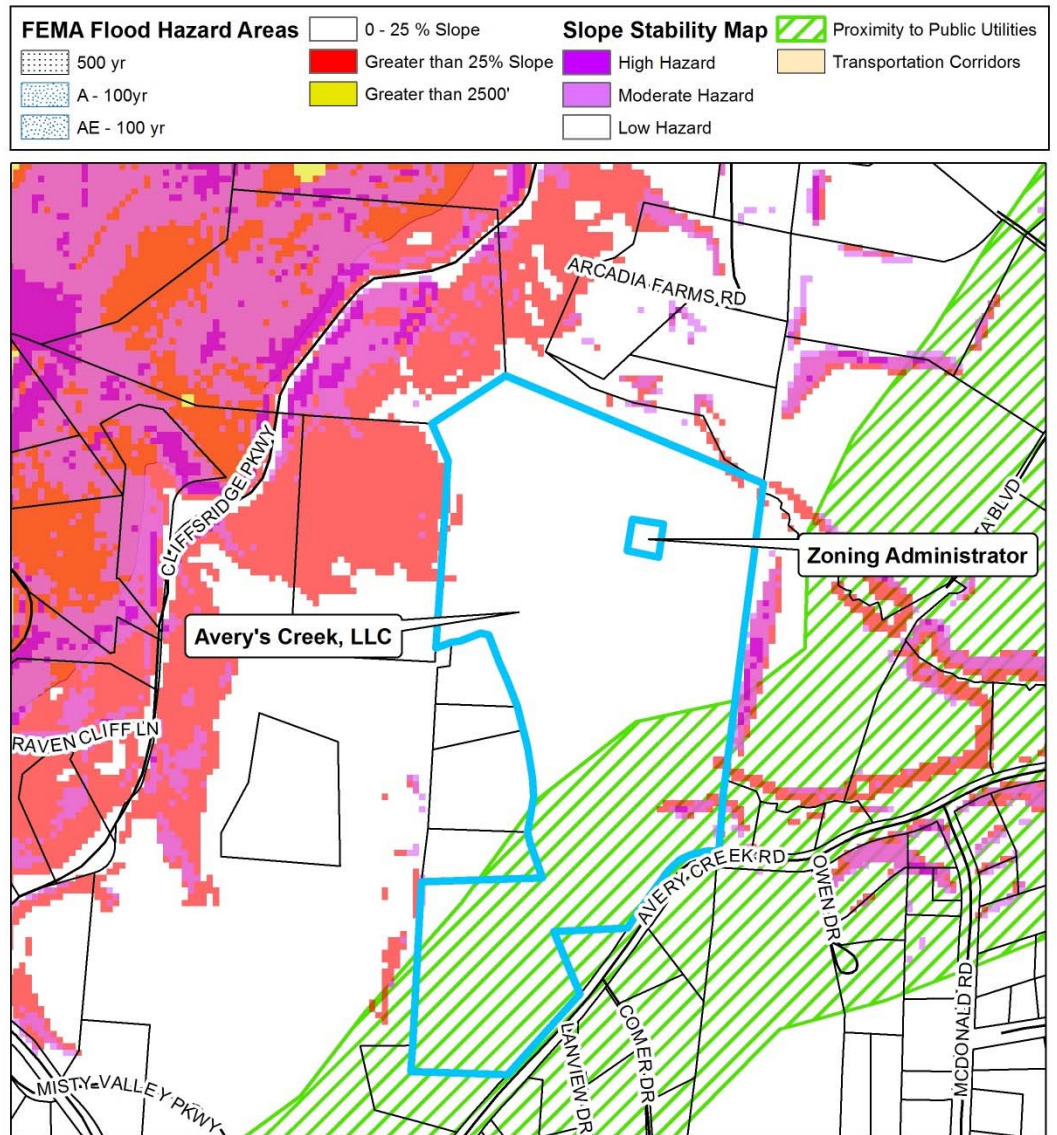 FEMA Flood Hazard Areas
500 yr
A - 100yr
AE - 100 yr
0 - 25 % Slope
Greater than 25% Slope
Greater than 2500'
Slope Stability Map
High Hazard
Moderate Hazard
Low Hazard
Proximity to Public Utilities
Transportation Corridors
ARCADIA FARMS RD
CLIFFSRIDGE PKWY
Zoning Administrator
Avery's Creek, LLC
RAVEN CLIFF LN
AVERY CREEK RD
OWEN DR
MCDONALD RD
COMER DR
LANVIEW DR
MISTY VALLEY PKWY
BLVD